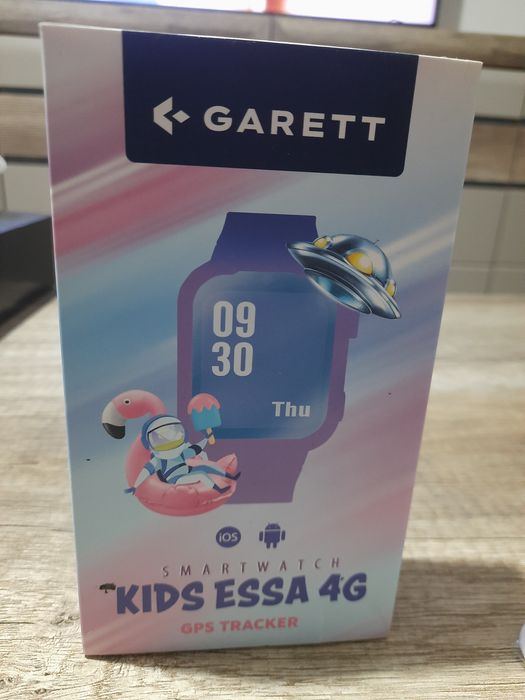 GARETT
09
30
Thu
iOS
SMARTWATCH
KIDS ESSA 4G
GPS TRACKER